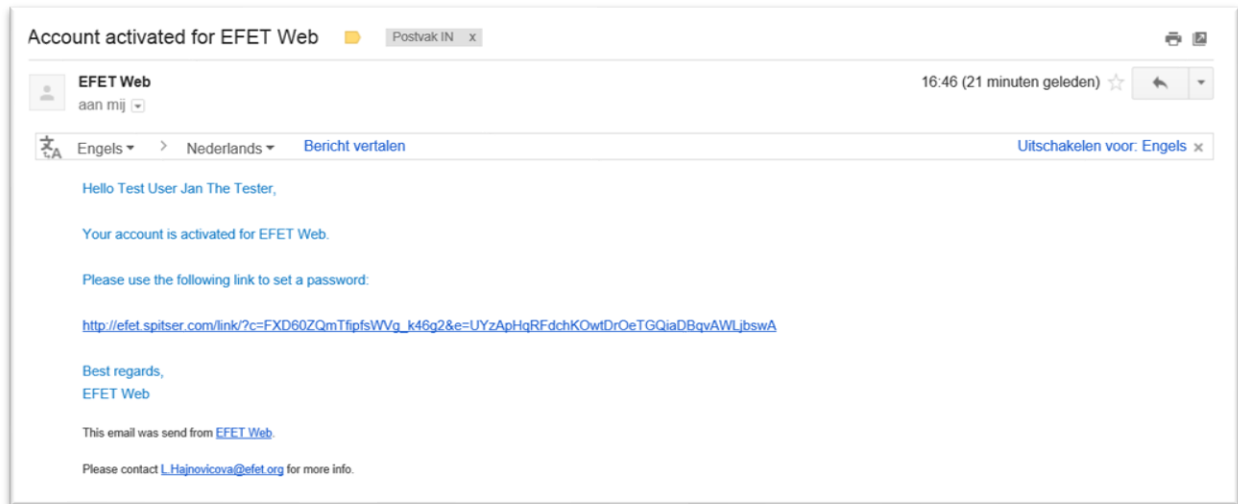 Account activated for EFET Web Postvak IN x
EFET Web 16:46 (21 minuten geleden)
aan mij
Engels > Nederlands Bericht vertalen Uitschakelen voor: Engels x
Hello Test User Jan The Tester,
Your account is activated for EFET Web.
Please use the following link to set a password:
http://efet.spitser.com/link/?c=FXD60ZQmTfipfsWVg_k46g2&e=UYzApHqRFdchKOwtDrOeTGQiaDBqvAWLjbswA
Best regards,
EFET Web
This email was send from EFET Web.
Please contact L.Hajnovicova@efet.org for more info.